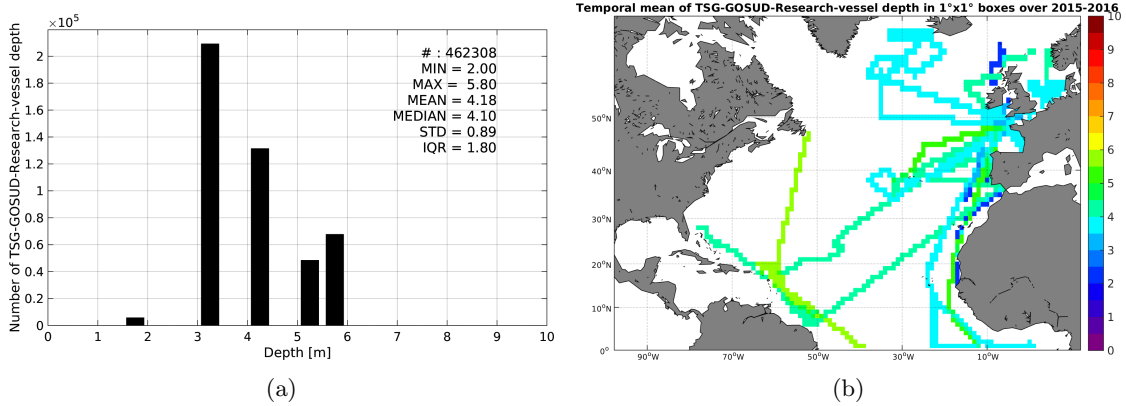 ×10⁵
Number of TSG-GOSUD-Research-vessel depth
2
1.8
1.6
1.4
1.2
1
0.8
0.6
0.4
0.2
0
# : 462308
MIN = 2.00
MAX = 5.80
MEAN = 4.18
MEDIAN = 4.10
STD = 0.89
IQR = 1.80
0 1 2 3 4 5 6 7 8 9 10
Depth [m]
(a)
Temporal mean of TSG-GOSUD-Research-vessel depth in 1°x1° boxes over 2015-2016
50°N
40°N
30°N
20°N
10°N
0°
90°W 70°W 50°W 30°W 10°W
10
9
8
7
6
5
4
3
2
1
0
(b)